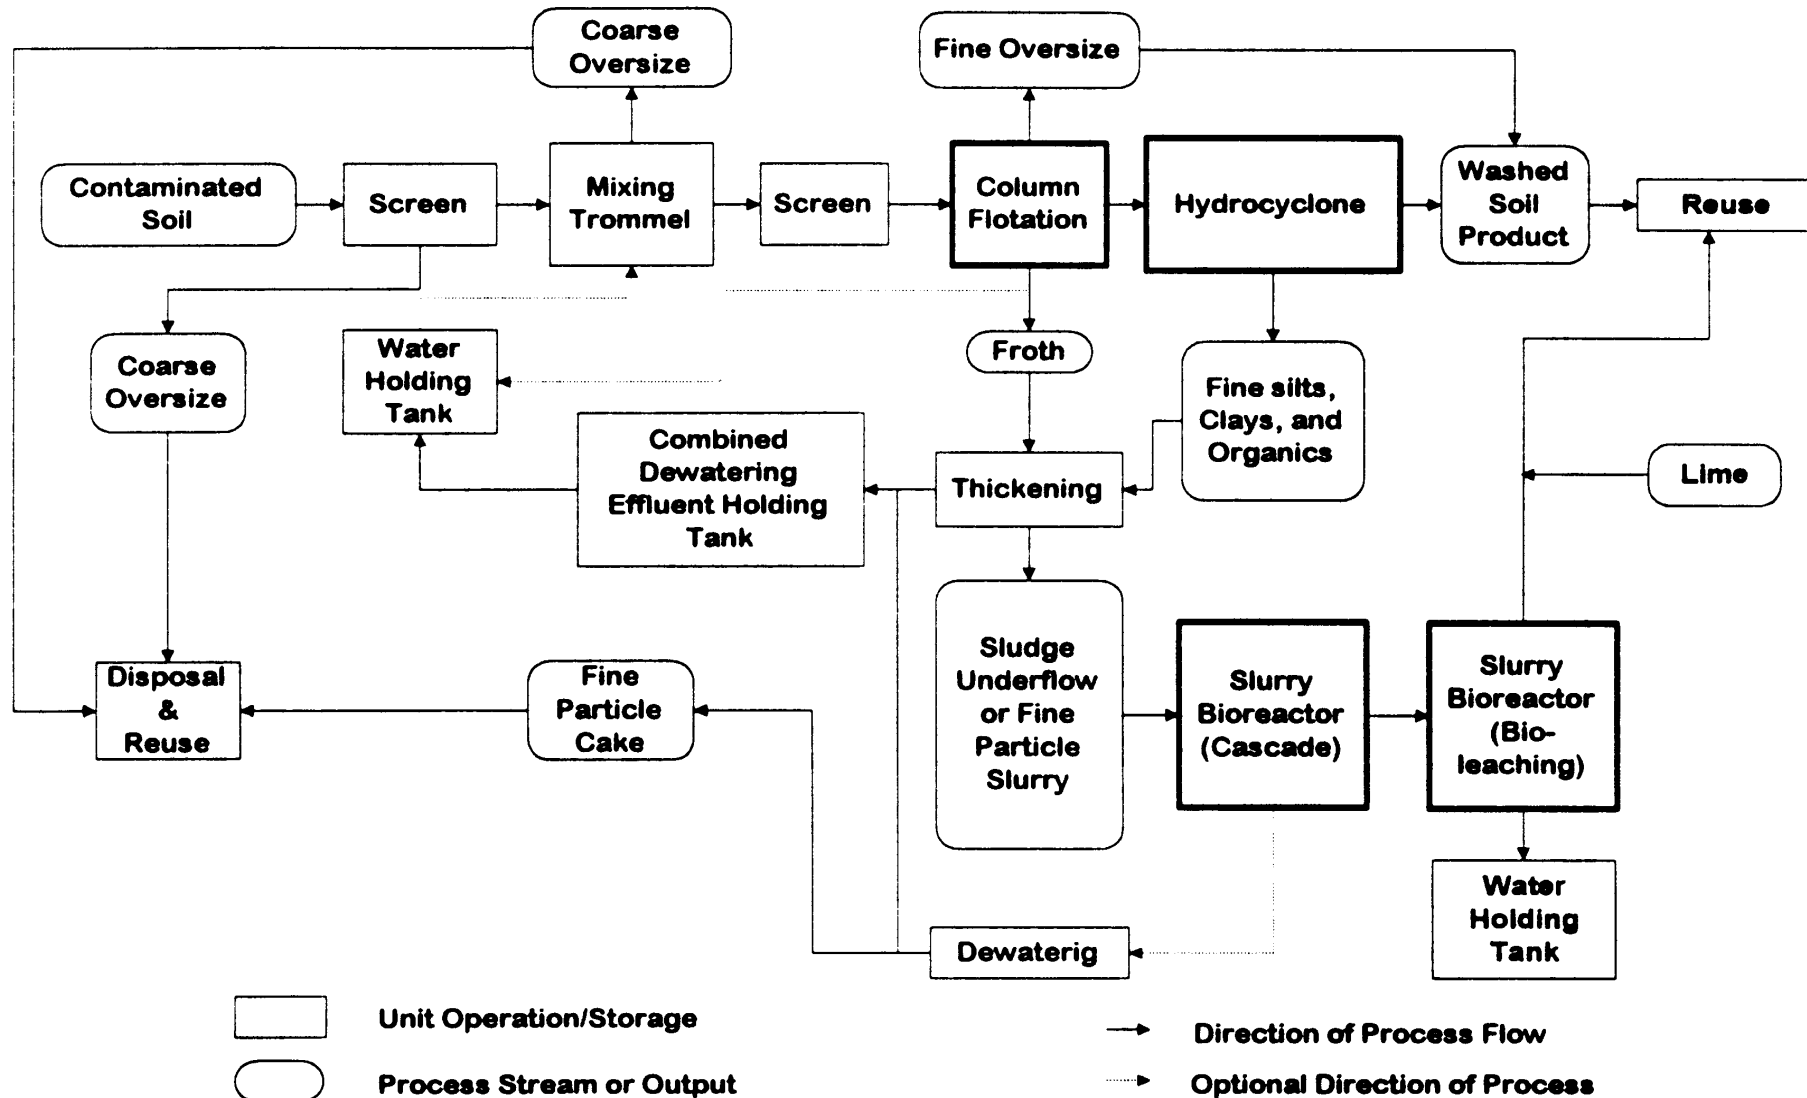 Coarse
Oversize
Fine Oversize
Contaminated
Soil
Screen
Mixing
Trommel
Screen
Column
Flotation
Hydrocyclone
Washed
Soil
Product
Reuse
Coarse
Oversize
Water
Holding
Tank
Froth
Fine silts,
Clays, and
Organics
Combined
Dewatering
Effluent Holding
Tank
Thickening
Lime
Disposal
&
Reuse
Fine
Particle
Cake
Sludge
Underflow
or Fine
Particle
Slurry
Slurry
Bioreactor
(Cascade)
Slurry
Bioreactor
(Bio-
leaching)
Dewaterig
Water
Holding
Tank
Unit Operation/Storage
Process Stream or Output
Direction of Process Flow
Optional Direction of Process